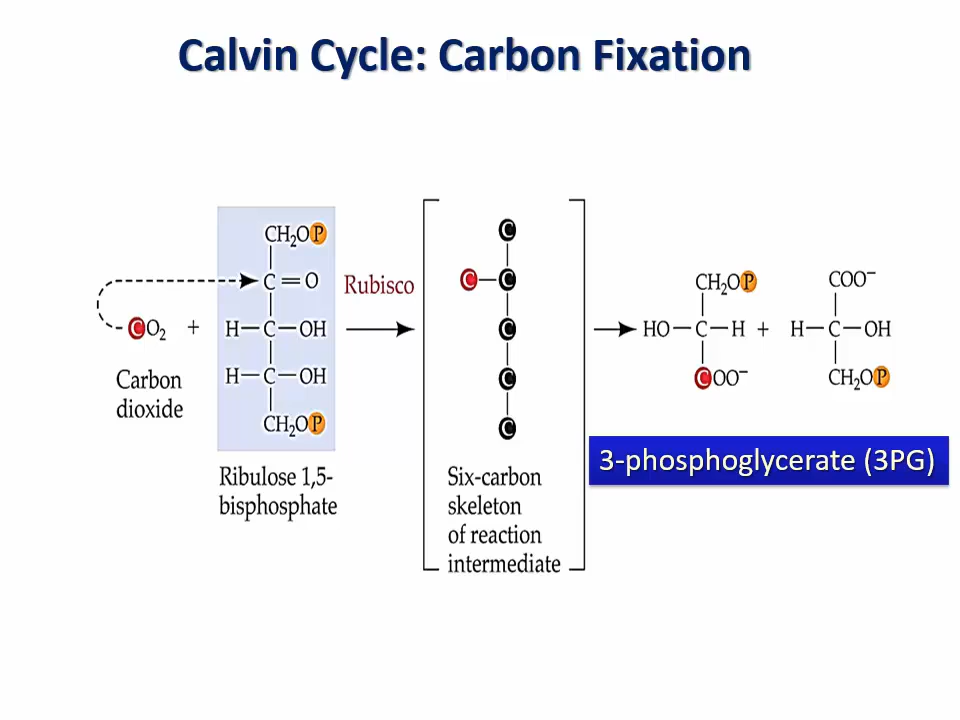 Calvin Cycle: Carbon Fixation
CO₂ +
Carbon
dioxide
CH₂OP
C=O
H—C—OH
H—C—OH
CH₂OP
Ribulose 1,5-
bisphosphate
Rubisco
C
C—C
C
C
C
Six-carbon
skeleton
of reaction
intermediate
CH₂OP
HO—C—H +
COO⁻
COO⁻
H—C—OH
CH₂OP
3-phosphoglycerate (3PG)